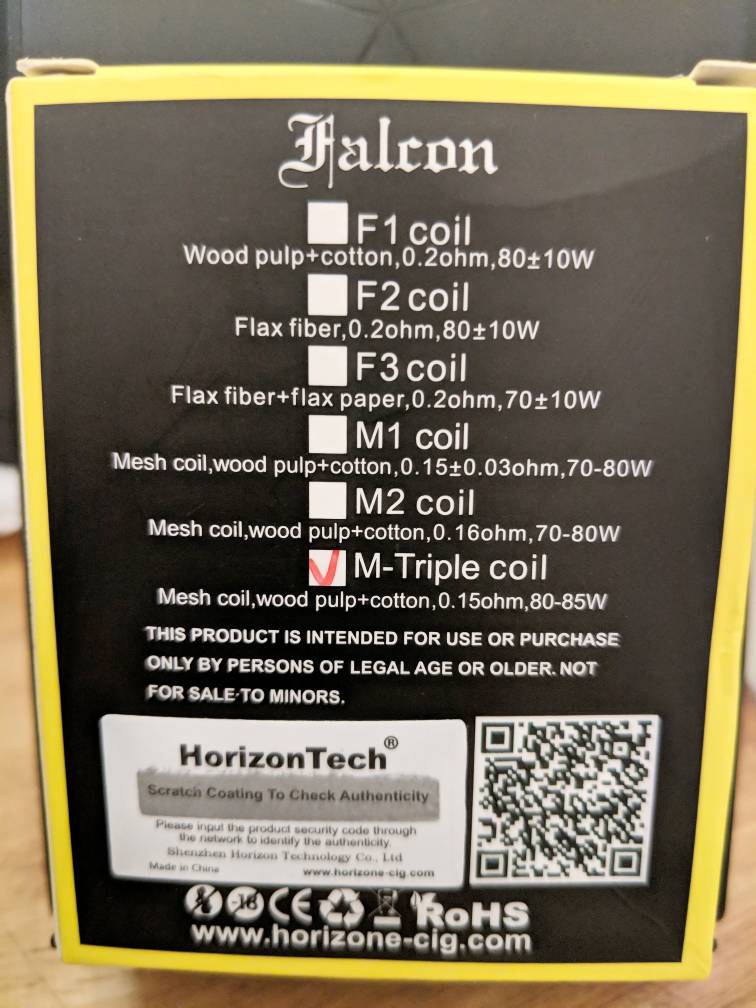 Falcon
F1 coil
Wood pulp+cotton,0.2ohm,80±10W
F2 coil
Flax fiber,0.2ohm,80±10W
F3 coil
Flax fiber+flax paper,0.2ohm,70±10W
M1 coil
Mesh coil,wood pulp+cotton,0.15±0.03ohm,70-80W
M2 coil
Mesh coil,wood pulp+cotton,0.16ohm,70-80W
M-Triple coil
Mesh coil,wood pulp+cotton,0.15ohm,80-85W
THIS PRODUCT IS INTENDED FOR USE OR PURCHASE
ONLY BY PERSONS OF LEGAL AGE OR OLDER. NOT
FOR SALE TO MINORS.
HorizonTech®
Scratch Coating To Check Authenticity
Please input the product security code through
the network to identify the authenticity.
Shenzhen Horizon Technology Co., Ltd
Made in China www.horizone-cig.com
-18 CE RoHS
www.horizone-cig.com